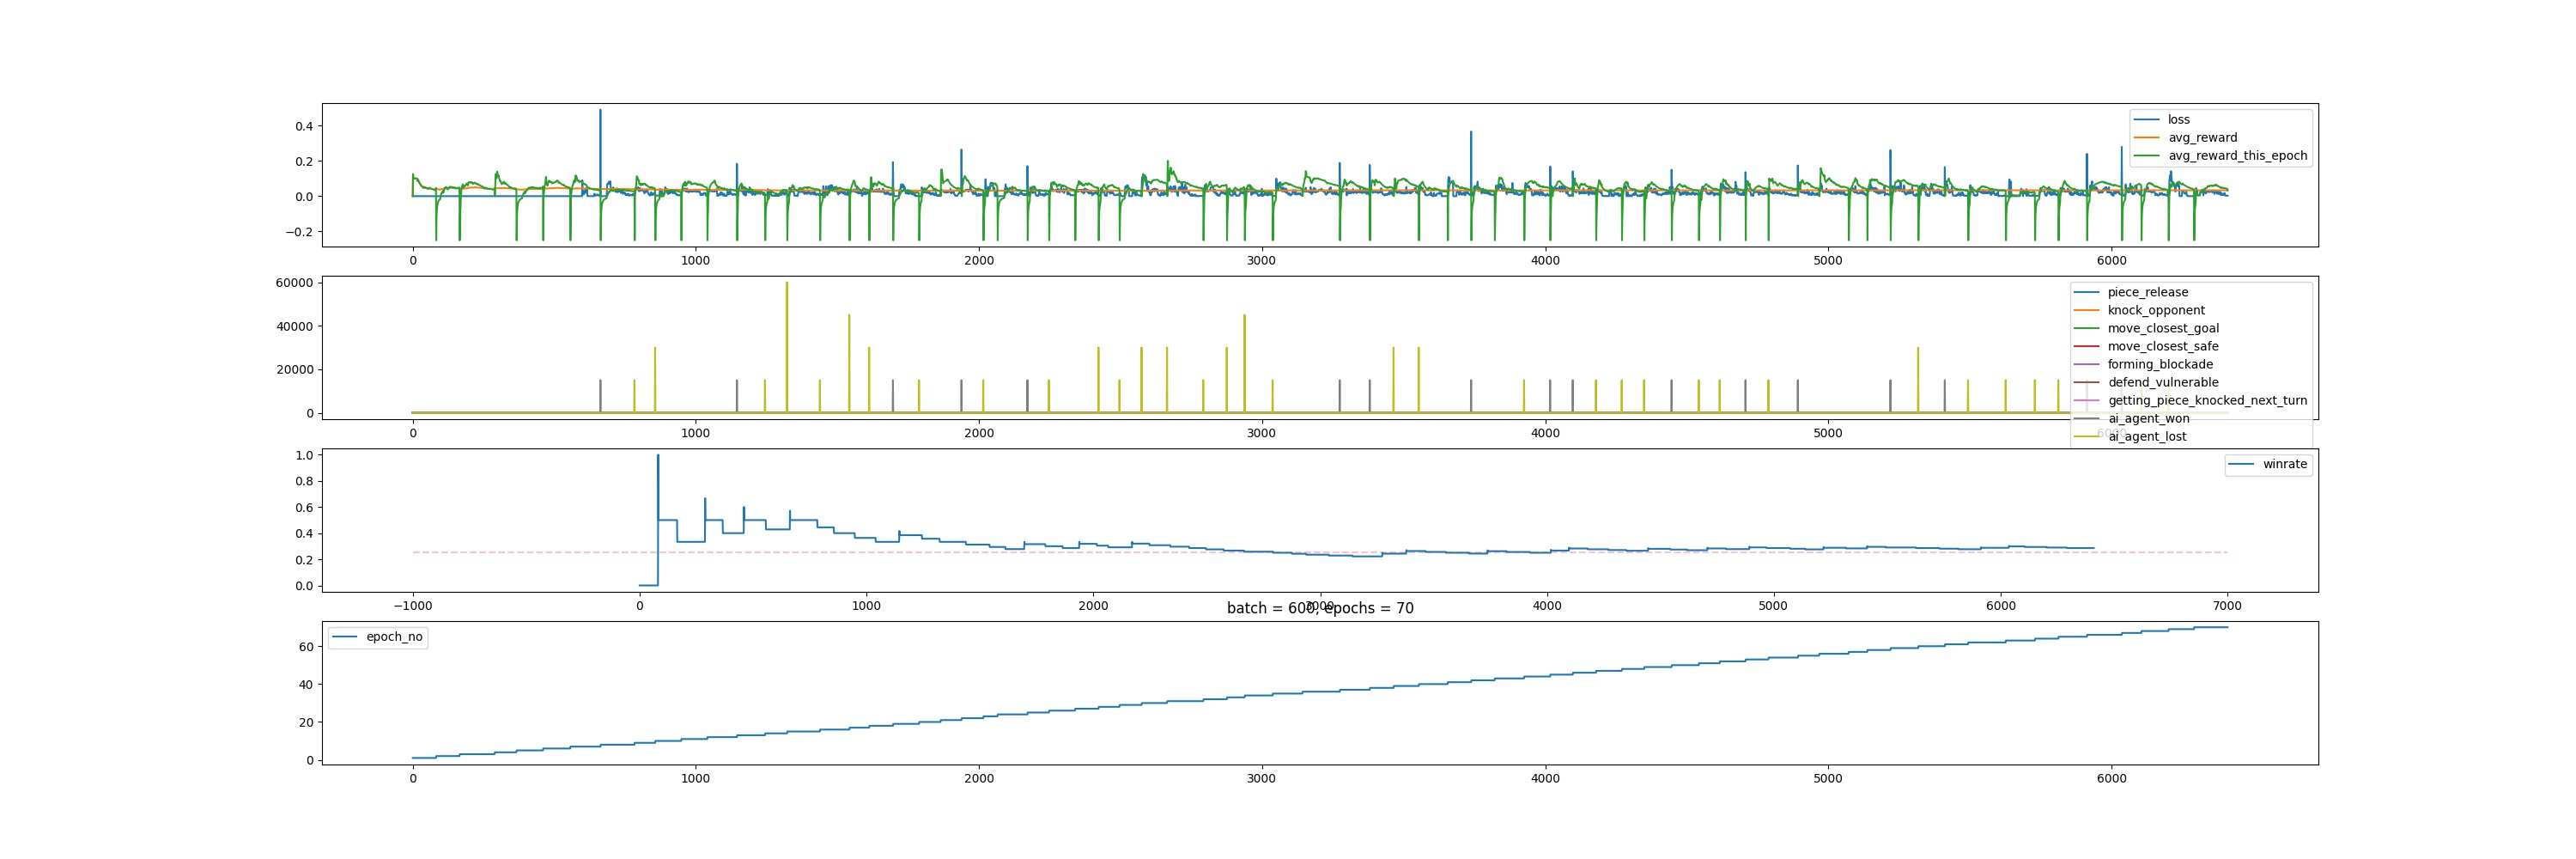 0.4
0.2
0.0
−0.2
loss
avg_reward
avg_reward_this_epoch
0 1000 2000 3000 4000 5000 6000
60000
40000
20000
0
piece_release
knock_opponent
move_closest_goal
move_closest_safe
forming_blockade
defend_vulnerable
getting_piece_knocked_next_turn
ai_agent_won
ai_agent_lost
0 1000 2000 3000 4000 5000 6000
1.0
0.8
0.6
0.4
0.2
0.0
winrate
−1000 0 1000 2000 3000 4000 5000 6000 7000
batch = 600, epochs = 70
60
40
20
0
epoch_no
0 1000 2000 3000 4000 5000 6000